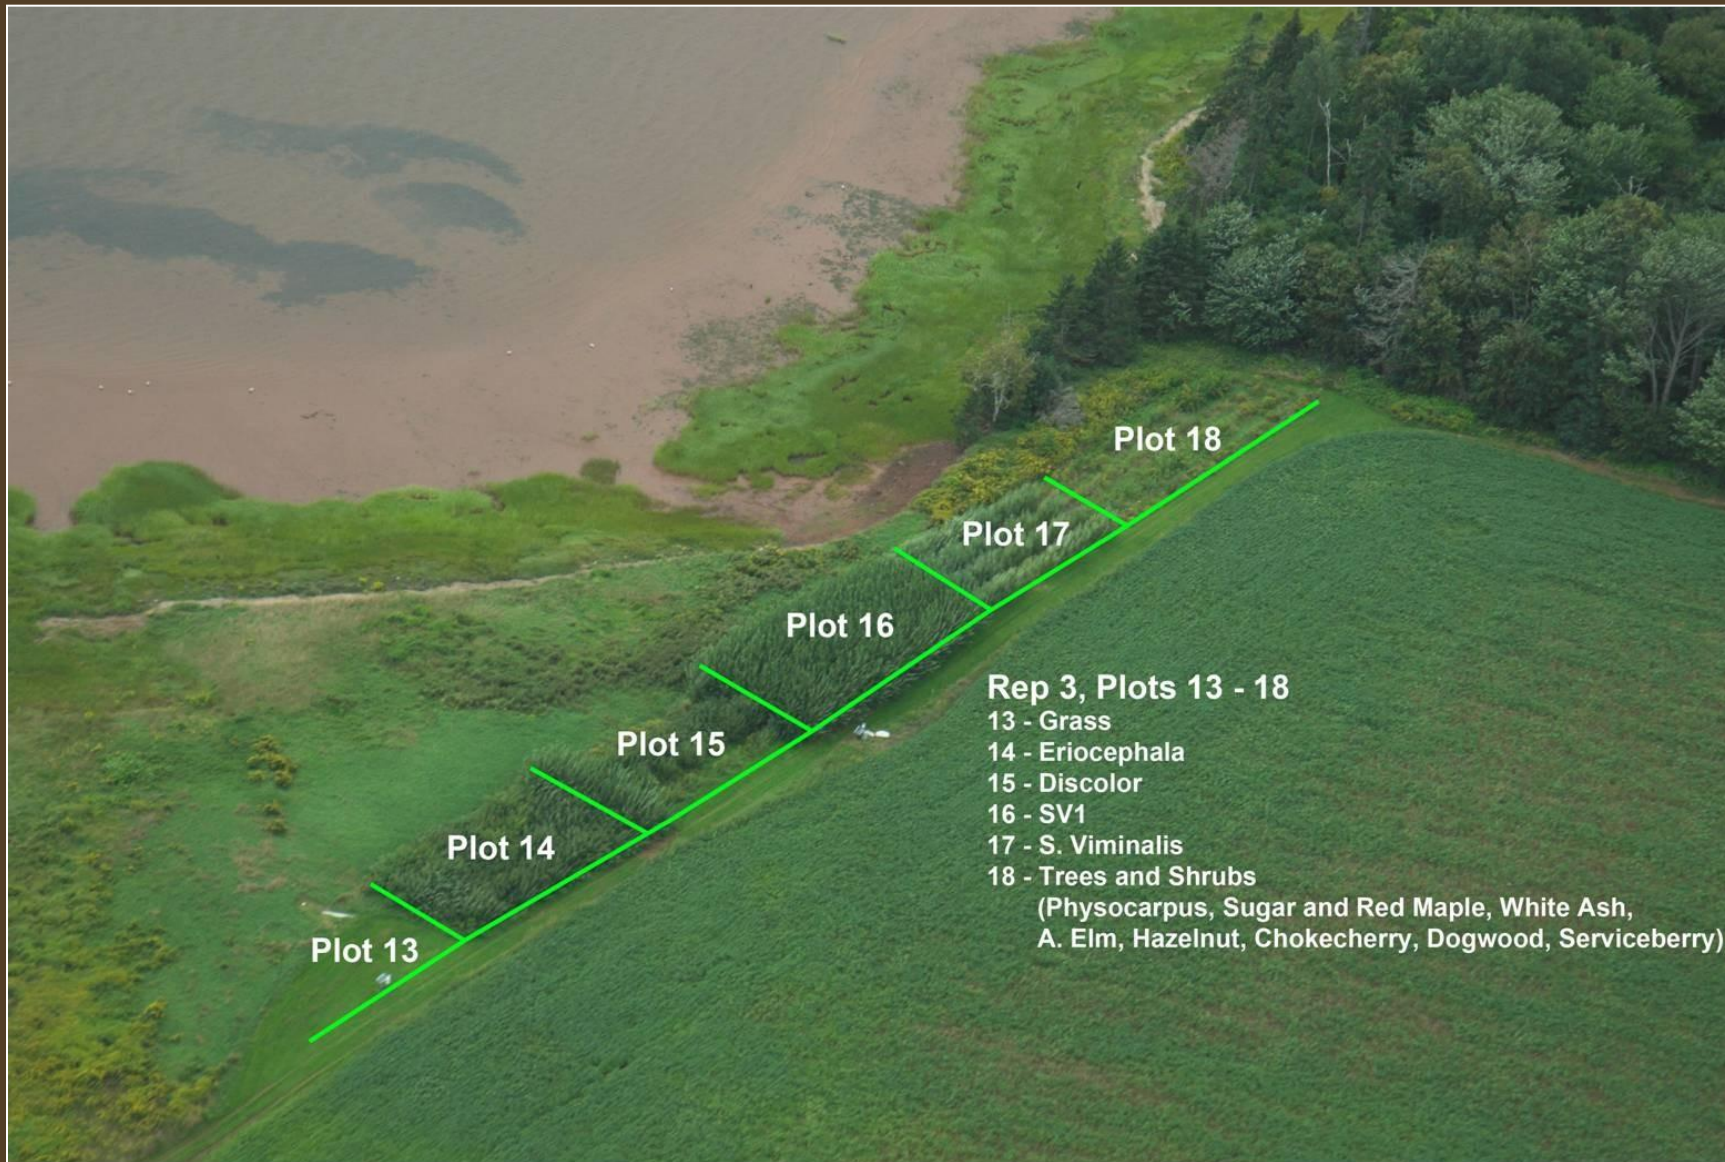 Plot 18
Plot 17
Plot 16
Plot 15
Plot 14
Plot 13
Rep 3, Plots 13 - 18
13 - Grass
14 - Eriocephala
15 - Discolor
16 - SV1
17 - S. Viminalis
18 - Trees and Shrubs
(Physocarpus, Sugar and Red Maple, White Ash,
A. Elm, Hazelnut, Chokecherry, Dogwood, Serviceberry)